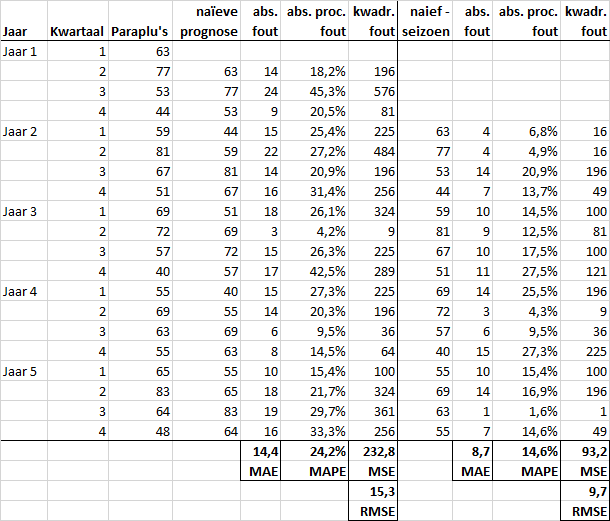 naïeve abs. abs. proc. kwadr. naief - abs. abs. proc. kwadr.
Jaar Kwartaal Paraplu's prognose fout fout fout seizoen fout fout fout
Jaar 1 1 63
2 77 63 14 18,2% 196
3 53 77 24 45,3% 576
4 44 53 9 20,5% 81
Jaar 2 1 59 44 15 25,4% 225 63 4 6,8% 16
2 81 59 22 27,2% 484 77 4 4,9% 16
3 67 81 14 20,9% 196 53 14 20,9% 196
4 51 67 16 31,4% 256 44 7 13,7% 49
Jaar 3 1 69 51 18 26,1% 324 59 10 14,5% 100
2 72 69 3 4,2% 9 81 9 12,5% 81
3 57 72 15 26,3% 225 67 10 17,5% 100
4 40 57 17 42,5% 289 51 11 27,5% 121
Jaar 4 1 55 40 15 27,3% 225 69 14 25,5% 196
2 69 55 14 20,3% 196 72 3 4,3% 9
3 63 69 6 9,5% 36 57 6 9,5% 36
4 55 63 8 14,5% 64 40 15 27,3% 225
Jaar 5 1 65 55 10 15,4% 100 55 10 15,4% 100
2 83 65 18 21,7% 324 69 14 16,9% 196
3 64 83 19 29,7% 361 63 1 1,6% 1
4 48 64 16 33,3% 256 55 7 14,6% 49
14,4 24,2% 232,8 8,7 14,6% 93,2
MAE MAPE MSE MAE MAPE MSE
15,3 9,7
RMSE RMSE